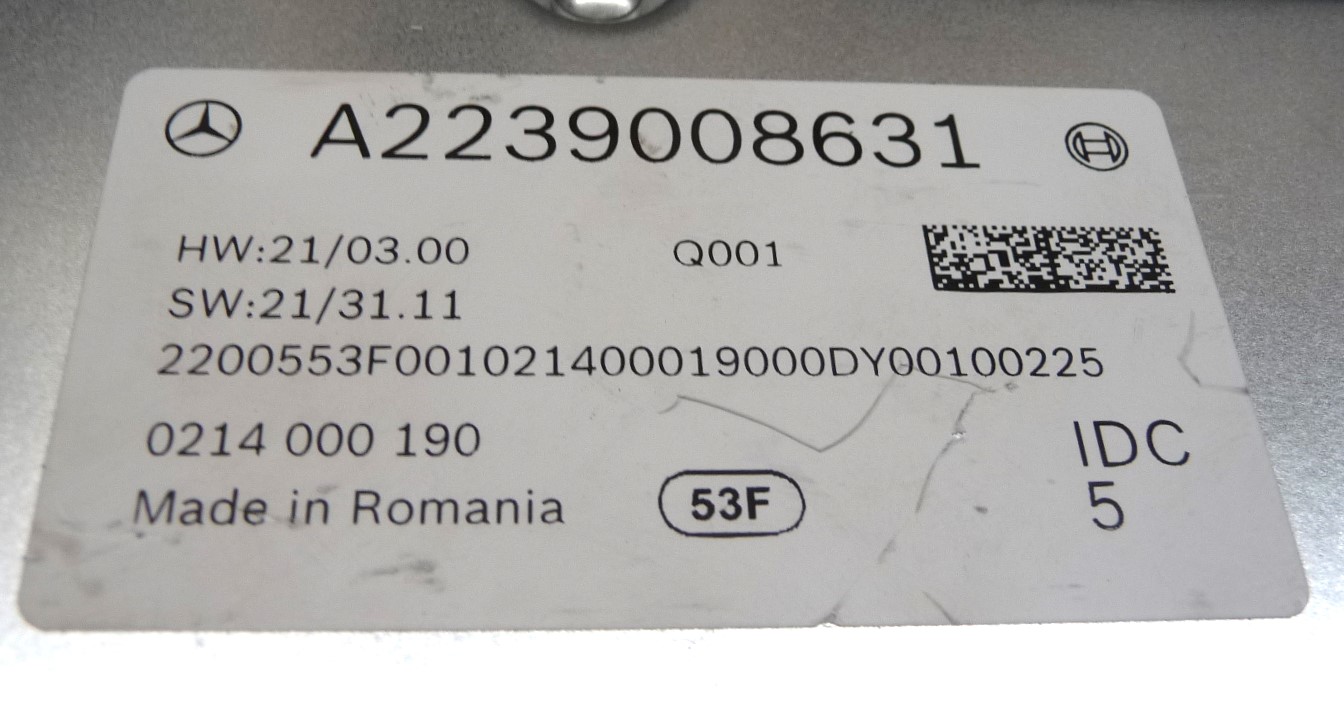 A2239008631
HW:21/03.00 Q001
SW:21/31.11
2200553F001021400019000DY00100225
0214 000 190
IDC
Made in Romania 53F
5